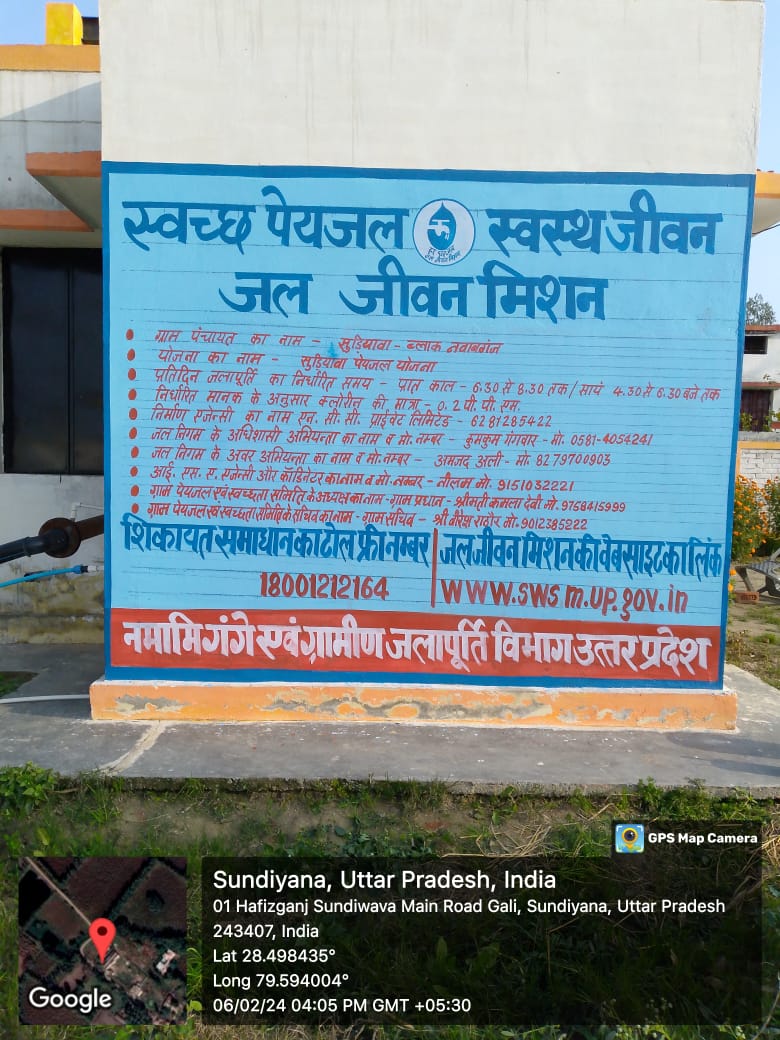 स्वच्छ पेयजल स्वस्थ जीवन
जल जीवन मिशन
ग्राम पंचायत का नाम - सुडियावा - ब्लाक नवाबगंज
योजना का नाम - सुडियावा पेयजल योजना
प्रतिदिन जलापूर्ति का निर्धारित समय - प्रात काल - 6.30 से 8.30 तक / सायं 4.30 से 6.30 बजे तक
निर्धारित मानक के अनुसार क्लोरीन की मात्रा - 0.2 पी. पी. एम.
निर्माण एजेन्सी का नाम एन. सी. सी. प्राईवेट लिमिटेड - 6281285422
जल निगम के अधिशासी अभियन्ता का नाम व मो. नम्बर - कुमकुम गंगवार - मो. 0581-4054241
जल निगम के अवर अभियन्ता का नाम व मो. नम्बर - अमजद अली - मो. 8279700903
आई. एस. ए. एजेन्सी और कॉडिनेटर का नाम व मो. नम्बर - नीलम मो. 9151032221
ग्राम पेयजल एवं स्वच्छता समिति के अध्यक्ष का नाम - ग्राम प्रधान - श्रीमती कमला देवी मो. 9758415999
ग्राम पेयजल एवं स्वच्छता समिति के सचिव का नाम - ग्राम सचिव - श्री वीरेश राठौर मो. 9012385222
शिकायत समाधान का टोल फ्री नम्बर
18001212164
जल जीवन मिशन की वेबसाइट का लिंक
www.swsm.up.gov.in
नमामि गंगे एवं ग्रामीण जलापूर्ति विभाग उत्तर प्रदेश
GPS Map Camera
Sundiyana, Uttar Pradesh, India
01 Hafizganj Sundiwava Main Road Gali, Sundiyana, Uttar Pradesh
243407, India
Lat 28.498435°
Long 79.594004°
06/02/24 04:05 PM GMT +05:30
Google